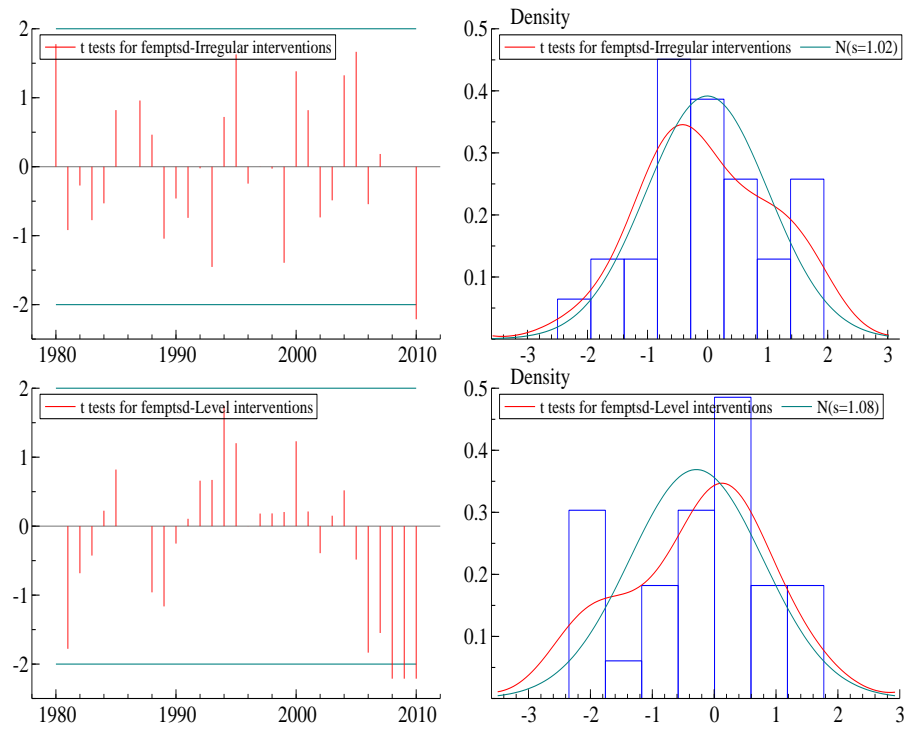 Density
t tests for femptsd-Irregular interventions
t tests for femptsd-Irregular interventions N(s=1.02)
2
1
0
-1
-2
1980 1990 2000 2010
0.5
0.4
0.3
0.2
0.1
-3 -2 -1 0 1 2 3
Density
t tests for femptsd-Level interventions
t tests for femptsd-Level interventions N(s=1.08)
2
1
0
-1
-2
1980 1990 2000 2010
0.5
0.4
0.3
0.2
0.1
-3 -2 -1 0 1 2 3